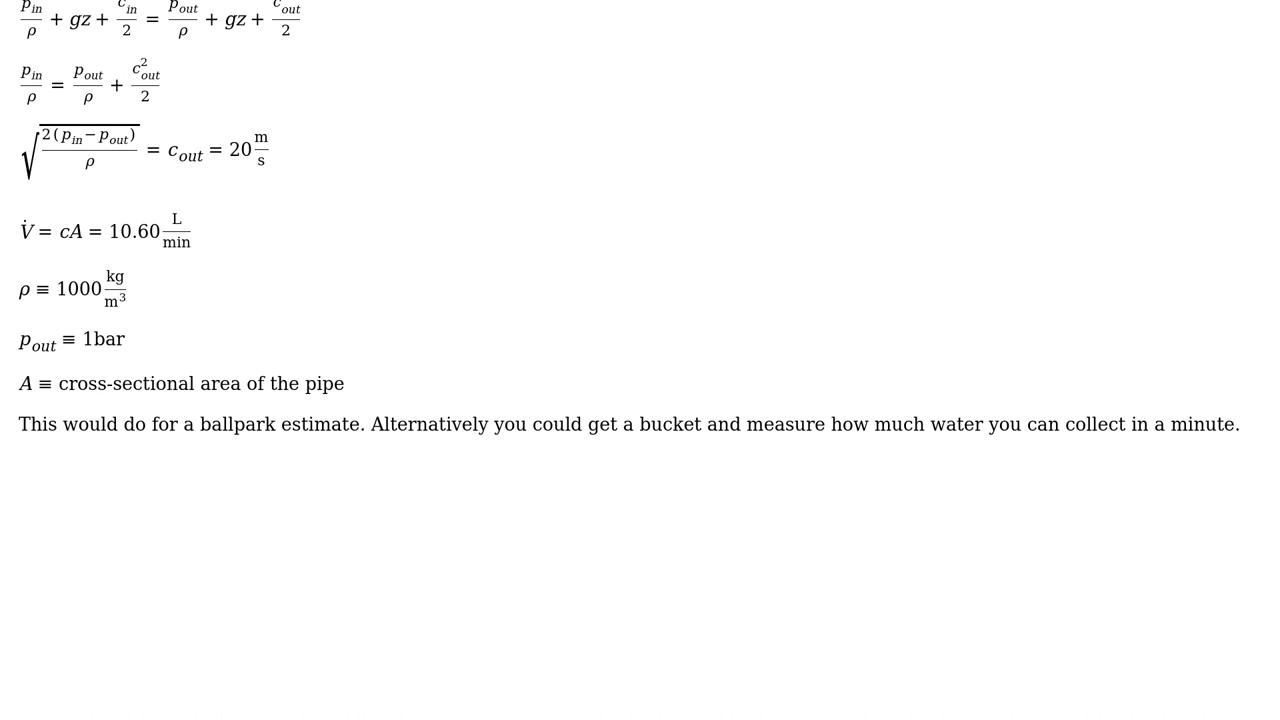 p_in/ρ + gz + c_in/2 = p_out/ρ + gz + c_out/2
p_in/ρ = p_out/ρ + c²_out/2
√(2(p_in − p_out)/ρ) = c_out = 20 m/s
V̇ = cA = 10.60 L/min
ρ ≡ 1000 kg/m³
p_out ≡ 1bar
A ≡ cross-sectional area of the pipe
This would do for a ballpark estimate. Alternatively you could get a bucket and measure how much water you can collect in a minute.